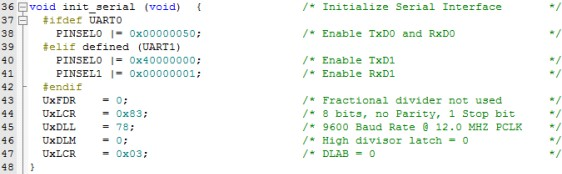 36 void init_serial (void)  {               /* Initialize Serial Interface       */
37   #ifdef UART0
38     PINSEL0 |= 0x00000050;               /* Enable TxD0 and RxD0              */
39   #elif defined (UART1)
40     PINSEL0 |= 0x40000000;               /* Enable TxD1                       */
41     PINSEL1 |= 0x00000001;               /* Enable RxD1                       */
42   #endif
43   UxFDR    = 0;                          /* Fractional divider not used       */
44   UxLCR    = 0x83;                       /* 8 bits, no Parity, 1 Stop bit     */
45   UxDLL    = 78;                         /* 9600 Baud Rate @ 12.0 MHZ PCLK    */
46   UxDLM    = 0;                          /* High divisor latch = 0            */
47   UxLCR    = 0x03;                       /* DLAB = 0                          */
48 }